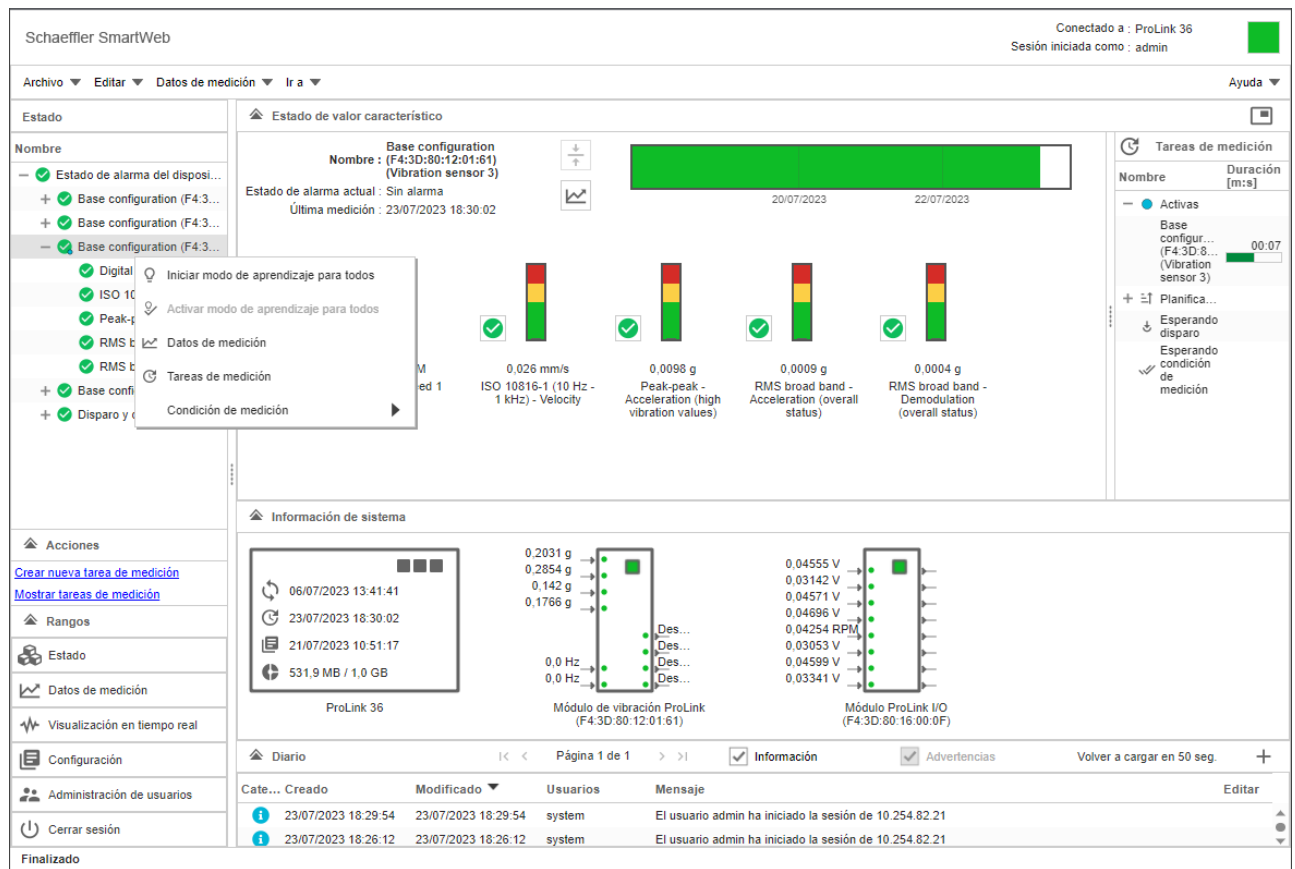 Schaeffler SmartWeb
Conectado a : ProLink 36
Sesión iniciada como : admin
Archivo Editar Datos de medición Ir a Ayuda
Estado
Nombre
Estado de alarma del disposi...
Base configuration (F4:3...
Base configuration (F4:3...
Base configuration (F4:3...
Digital
ISO 10
Peak-p
RMS b
RMS b
Base confi
Disparo y
Iniciar modo de aprendizaje para todos
Activar modo de aprendizaje para todos
Datos de medición
Tareas de medición
Condición de medición
Acciones
Crear nueva tarea de medición
Mostrar tareas de medición
Rangos
Estado
Datos de medición
Visualización en tiempo real
Configuración
Administración de usuarios
Cerrar sesión
Estado de valor característico
Nombre : Base configuration
(F4:3D:80:12:01:61)
(Vibration sensor 3)
Estado de alarma actual : Sin alarma
Última medición : 23/07/2023 18:30:02
20/07/2023 22/07/2023
M
ed 1
0,026 mm/s
ISO 10816-1 (10 Hz -
1 kHz) - Velocity
0,0098 g
Peak-peak -
Acceleration (high
vibration values)
0,0009 g
RMS broad band -
Acceleration (overall
status)
0,0004 g
RMS broad band -
Demodulation
(overall status)
Tareas de medición
Nombre Duración
[m:s]
Activas
Base
configur...
(F4:3D:8...
(Vibration
sensor 3)
00:07
Planifica...
Esperando
disparo
Esperando
condición
de
medición
Información de sistema
06/07/2023 13:41:41
23/07/2023 18:30:02
21/07/2023 10:51:17
531,9 MB / 1,0 GB
ProLink 36
0,2031 g
0,2854 g
0,142 g
0,1766 g
Des...
Des...
0,0 Hz Des...
0,0 Hz Des...
Módulo de vibración ProLink
(F4:3D:80:12:01:61)
0,04555 V
0,03142 V
0,04571 V
0,04696 V
0,04254 RPM
0,03053 V
0,04599 V
0,03341 V
Módulo ProLink I/O
(F4:3D:80:16:00:0F)
Diario Página 1 de 1 Información Advertencias Volver a cargar en 50 seg.
Cate... Creado Modificado Usuarios Mensaje Editar
23/07/2023 18:29:54 23/07/2023 18:29:54 system El usuario admin ha iniciado la sesión de 10.254.82.21
23/07/2023 18:26:12 23/07/2023 18:26:12 system El usuario admin ha iniciado la sesión de 10.254.82.21
Finalizado